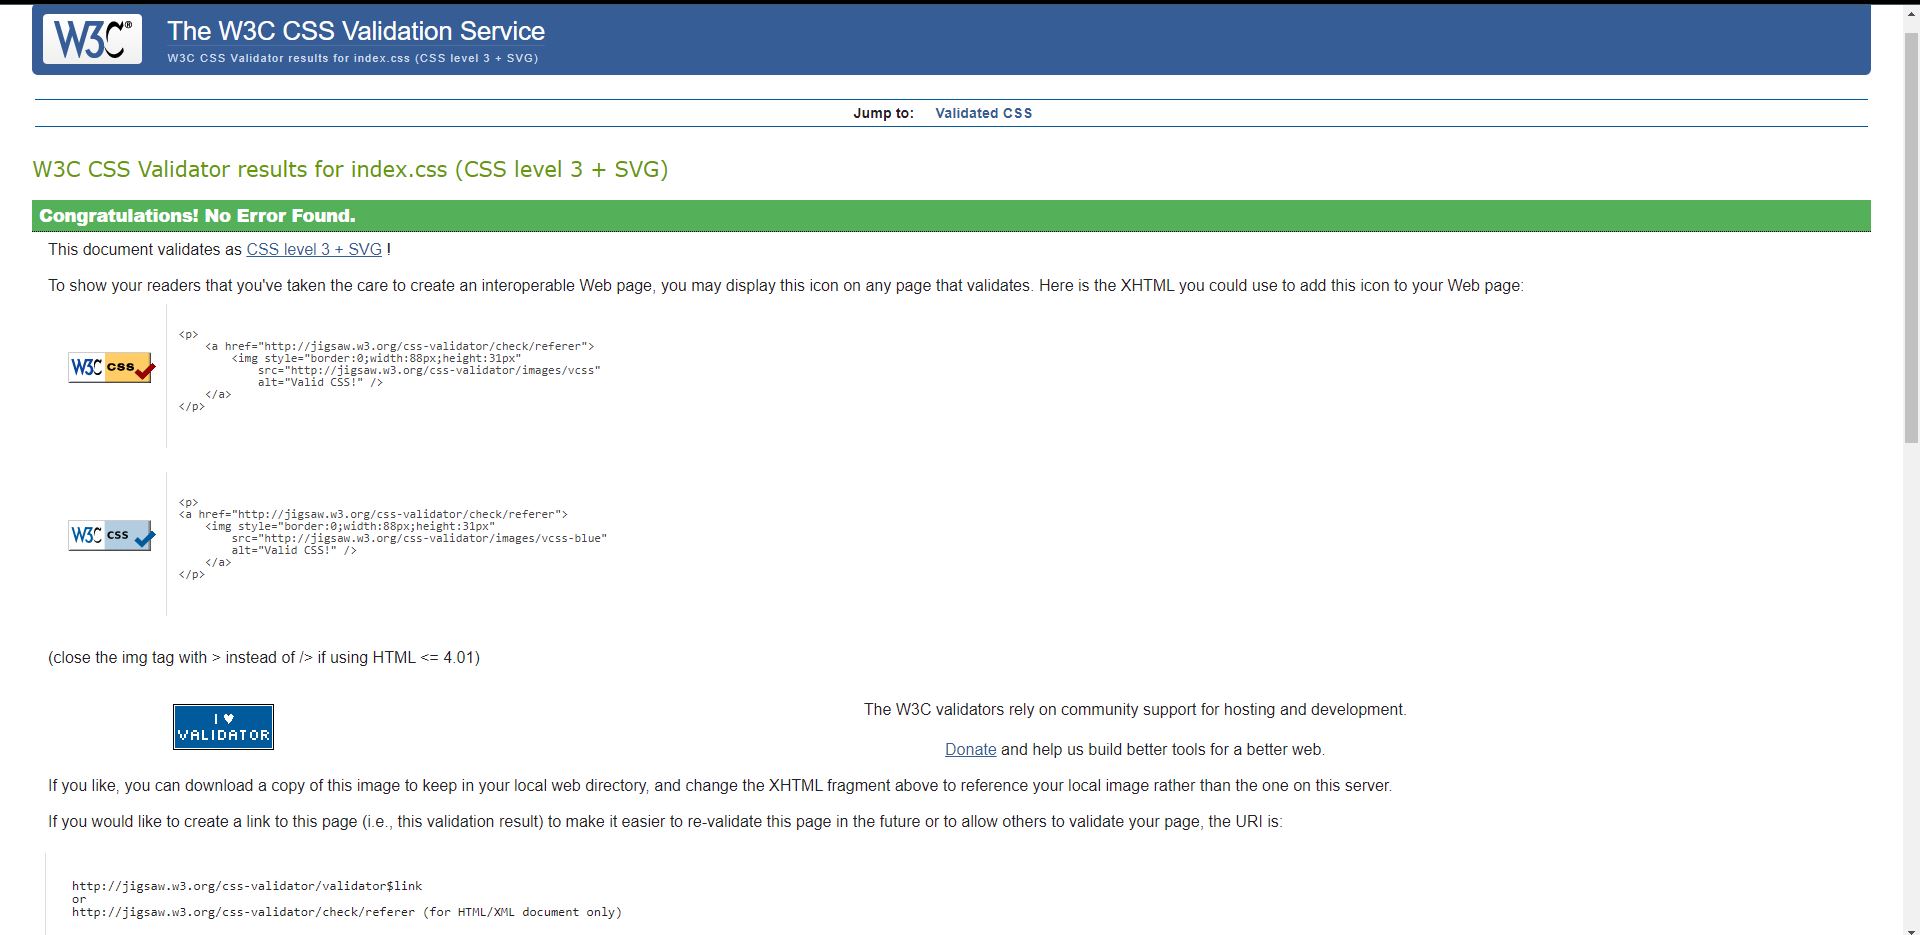 W3C®
The W3C CSS Validation Service
W3C CSS Validator results for index.css (CSS level 3 + SVG)
Jump to: Validated CSS
W3C CSS Validator results for index.css (CSS level 3 + SVG)
Congratulations! No Error Found.
This document validates as CSS level 3 + SVG !
To show your readers that you've taken the care to create an interoperable Web page, you may display this icon on any page that validates. Here is the XHTML you could use to add this icon to your Web page:
W3C css
<p>
    <a href="http://jigsaw.w3.org/css-validator/check/referer">
        <img style="border:0;width:88px;height:31px"
            src="http://jigsaw.w3.org/css-validator/images/vcss"
            alt="Valid CSS!" />
    </a>
</p>
W3C css
<p>
<a href="http://jigsaw.w3.org/css-validator/check/referer">
    <img style="border:0;width:88px;height:31px"
        src="http://jigsaw.w3.org/css-validator/images/vcss-blue"
        alt="Valid CSS!" />
    </a>
</p>
(close the img tag with > instead of /> if using HTML <= 4.01)
I ♥
VALIDATOR
The W3C validators rely on community support for hosting and development.
Donate and help us build better tools for a better web.
If you like, you can download a copy of this image to keep in your local web directory, and change the XHTML fragment above to reference your local image rather than the one on this server.
If you would like to create a link to this page (i.e., this validation result) to make it easier to re-validate this page in the future or to allow others to validate your page, the URI is:
http://jigsaw.w3.org/css-validator/validator$link
or
http://jigsaw.w3.org/css-validator/check/referer (for HTML/XML document only)